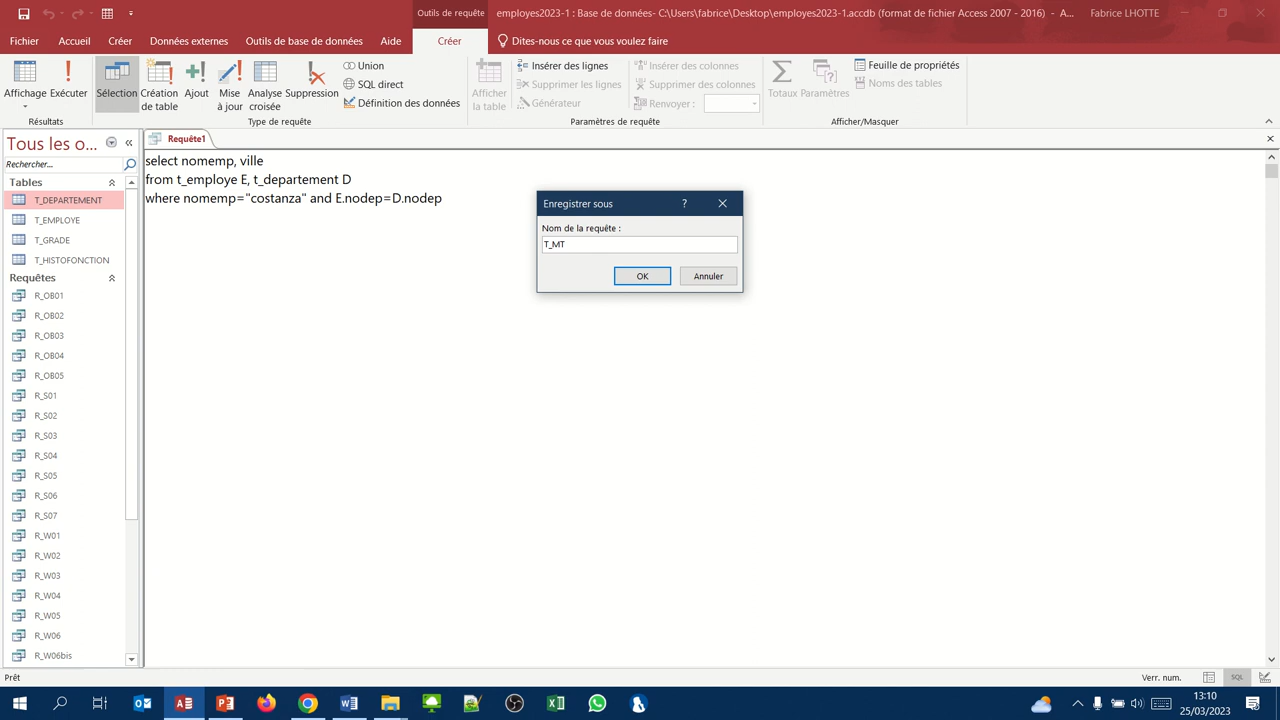 Outils de requête
employes2023-1 : Base de données- C:\Users\fabrice\Desktop\employes2023-1.accdb (format de fichier Access 2007 - 2016) - A...
Fabrice LHOTTE
Fichier Accueil Créer Données externes Outils de base de données Aide Créer Dites-nous ce que vous voulez faire
Affichage
Exécuter
Résultats
Sélection
Création de table
Ajout
Mise à jour
Analyse croisée
Suppression
Union
SQL direct
Définition des données
Type de requête
Afficher la table
Insérer des lignes
Supprimer les lignes
Générateur
Insérer des colonnes
Supprimer des colonnes
Renvoyer :
Paramètres de requête
Totaux
Paramètres
Feuille de propriétés
Noms des tables
Afficher/Masquer
Tous les o...
Rechercher...
Tables
T_DEPARTEMENT
T_EMPLOYE
T_GRADE
T_HISTOFONCTION
Requêtes
R_OB01
R_OB02
R_OB03
R_OB04
R_OB05
R_S01
R_S02
R_S03
R_S04
R_S05
R_S06
R_S07
R_W01
R_W02
R_W03
R_W04
R_W05
R_W06
R_W06bis
Requête1
select nomemp, ville
from t_employe E, t_departement D
where nomemp="costanza" and E.nodep=D.nodep
Enregistrer sous ?
Nom de la requête :
T_MT
OK Annuler
Prêt
Verr. num.
SQL
13:10
25/03/2023